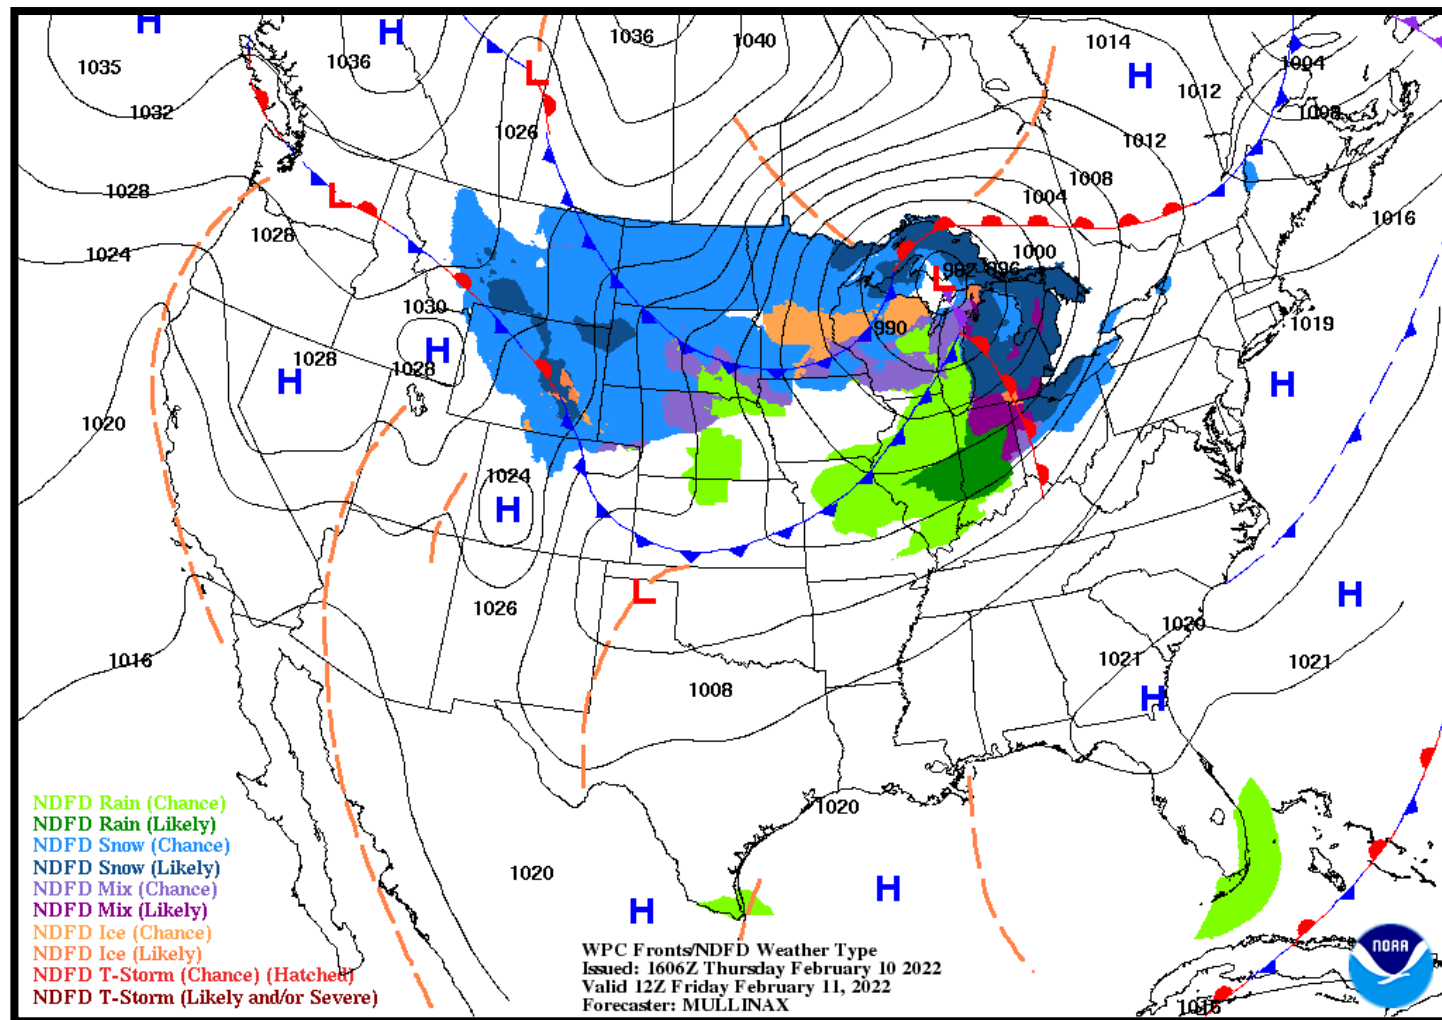 H
H
1036
1040
1014
1035
1036
L
H
1004
1032
1026
1012
1008
1012
1028
L
1008
1004
1028
1016
1024
1000
992
996
L
1030
990
1019
H
1028
1028
H
H
1020
1024
H
L
1026
H
1020
1016
1021
1021
1008
H
1020
1020
H
H
NDFD Rain (Chance)
NDFD Rain (Likely)
NDFD Snow (Chance)
NDFD Snow (Likely)
NDFD Mix (Chance)
NDFD Mix (Likely)
NDFD Ice (Chance)
NDFD Ice (Likely)
NDFD T-Storm (Chance) (Hatched)
NDFD T-Storm (Likely and/or Severe)
WPC Fronts/NDFD Weather Type
Issued: 1606Z Thursday February 10 2022
Valid 12Z Friday February 11, 2022
Forecaster: MULLINAX
NOAA